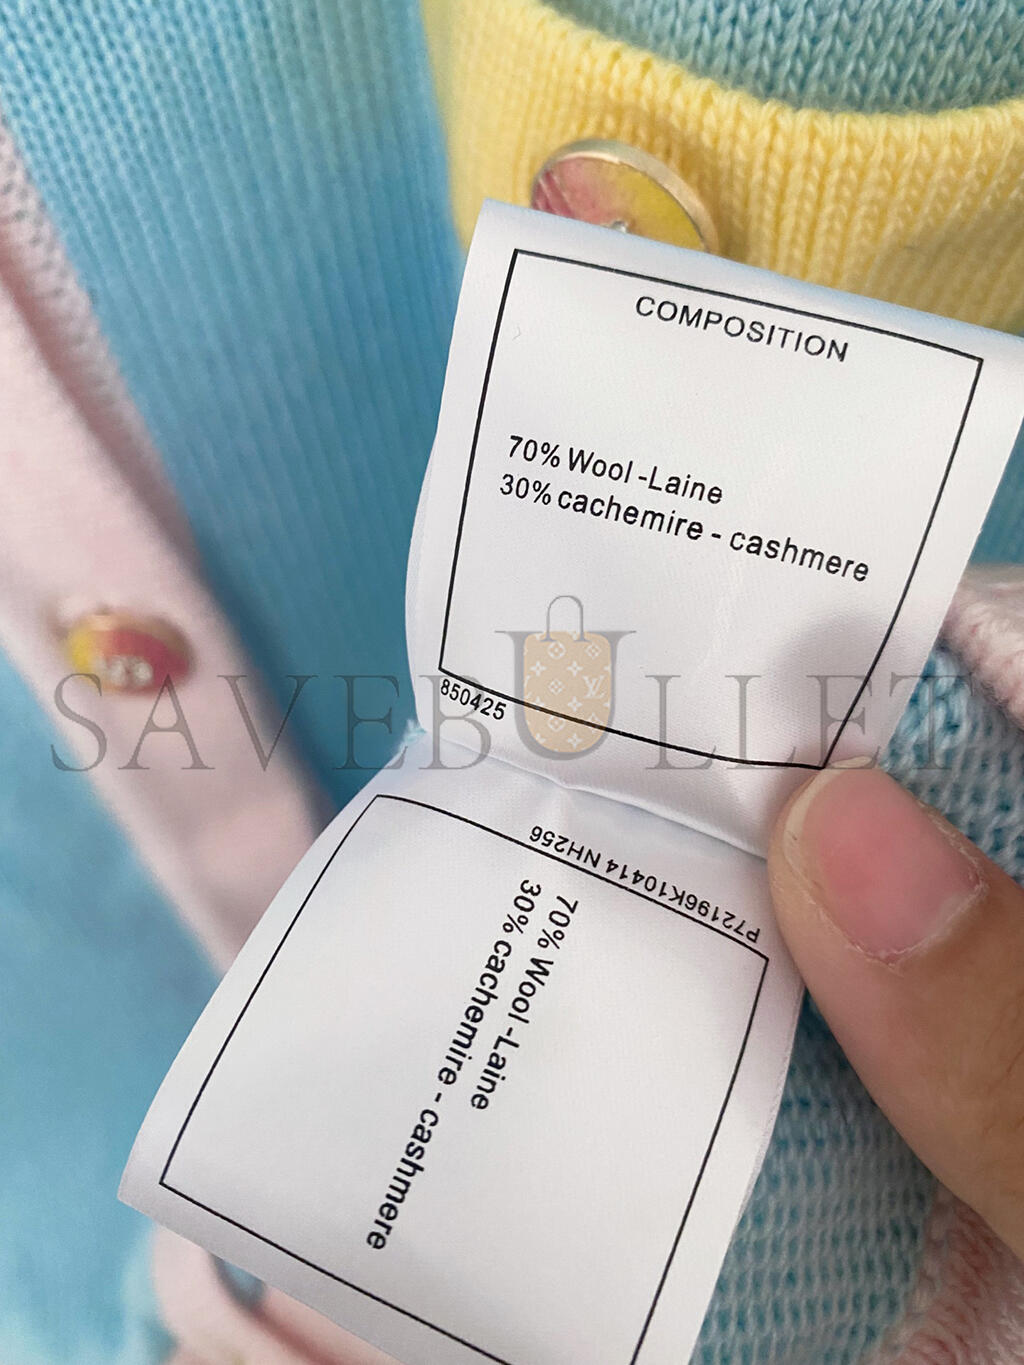 COMPOSITION
70% Wool -Laine
30% cachemire - cashmere
850425
SAVEBULLET
P72196K10414 NH256
70% Wool -Laine
30% cachemire - cashmere